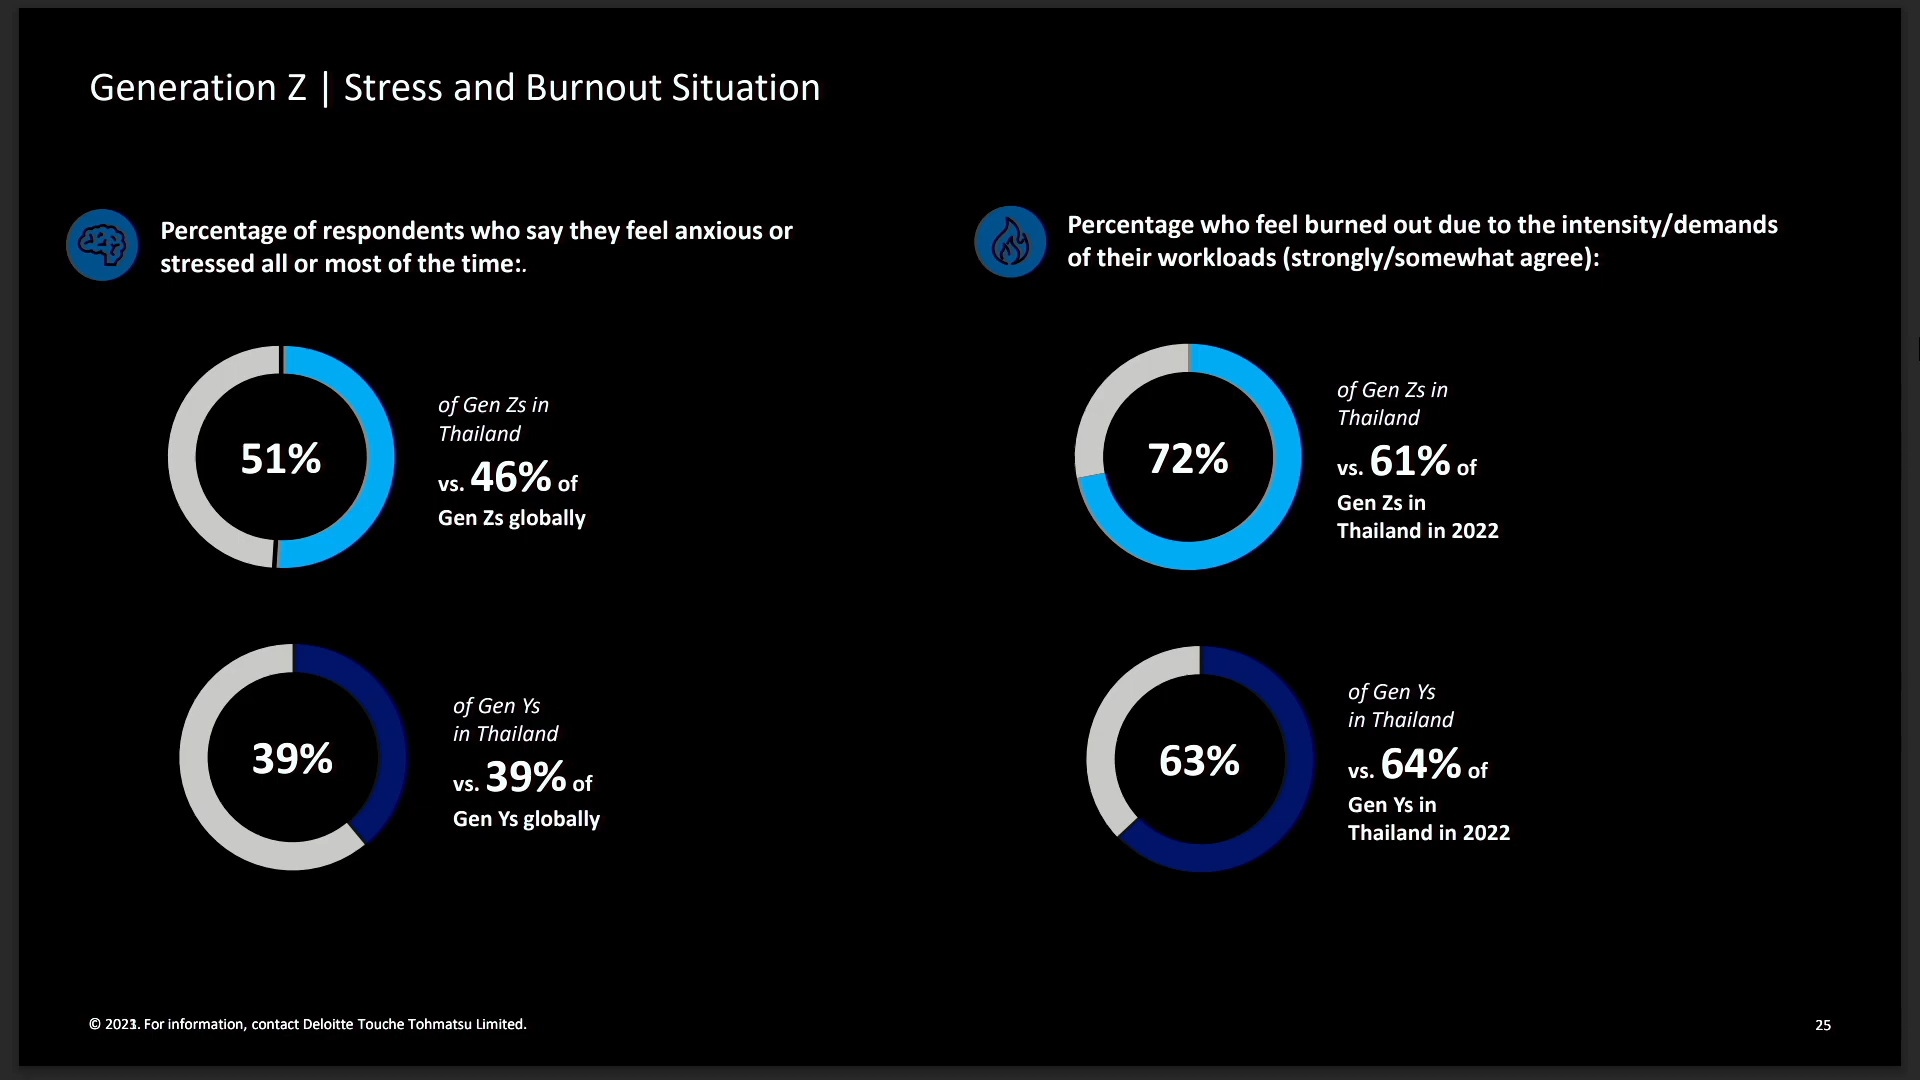 Generation Z | Stress and Burnout Situation
Percentage of respondents who say they feel anxious or
stressed all or most of the time:.
51%
of Gen Zs in
Thailand
vs. 46% of
Gen Zs globally
39%
of Gen Ys
in Thailand
vs. 39% of
Gen Ys globally
Percentage who feel burned out due to the intensity/demands
of their workloads (strongly/somewhat agree):
72%
of Gen Zs in
Thailand
vs. 61% of
Gen Zs in
Thailand in 2022
63%
of Gen Ys
in Thailand
vs. 64% of
Gen Ys in
Thailand in 2022
© 2023. For information, contact Deloitte Touche Tohmatsu Limited.
25